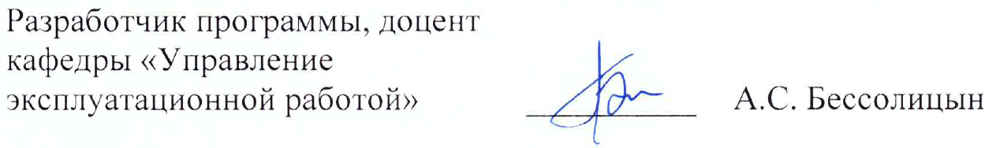 Разработчик программы, доцент
кафедры «Управление
эксплуатационной работой» А.С. Бессолицын